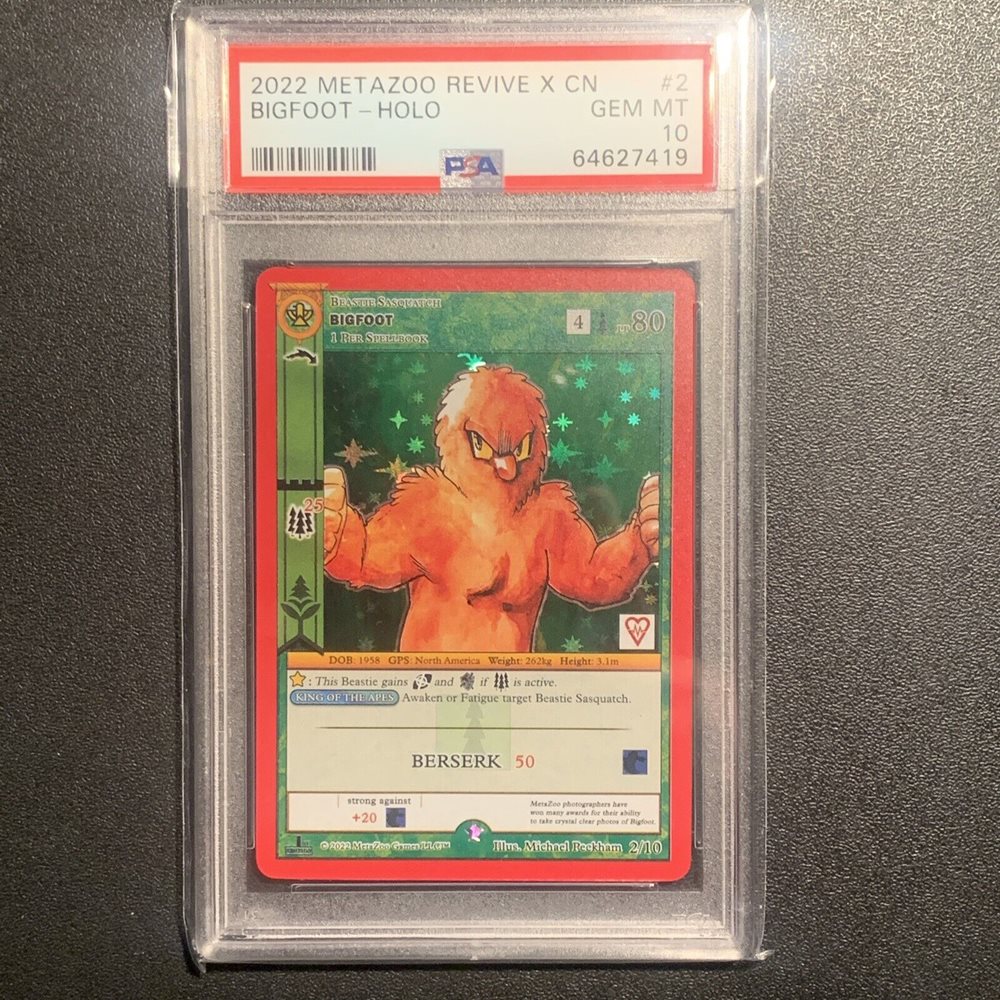 2022 METAZOO REVIVE X CN #2
BIGFOOT - HOLO GEM MT
10
PSA 64627419
BEASTIE SASQUATCH
BIGFOOT
1 PER SPELLBOOK
4 LP 80
25
DOB: 1958 GPS: North America Weight: 262kg Height: 3.1m
: This Beastie gains and if is active.
KING OF THE APES Awaken or Fatigue target Beastie Sasquatch.
BERSERK 50
strong against
+20
MetaZoo photographers have
won many awards for their ability
to take crystal clear photos of Bigfoot.
1st EDITION © 2022 MetaZoo Games LLC™ Illus. Michael Peckham 2/10